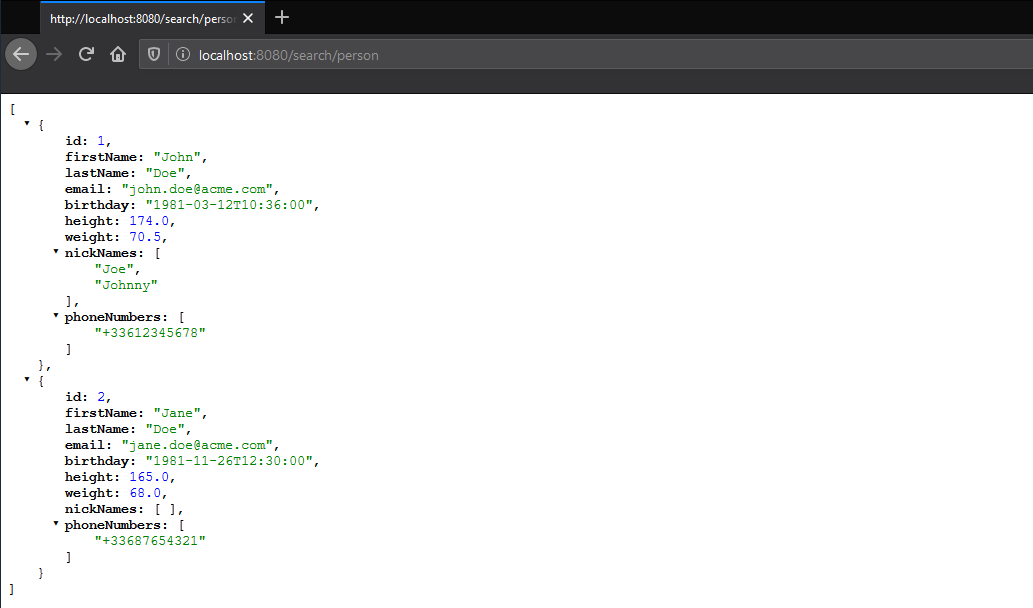 http://localhost:8080/search/perso
localhost:8080/search/person
[
{
id: 1,
firstName: "John",
lastName: "Doe",
email: "john.doe@acme.com",
birthday: "1981-03-12T10:36:00",
height: 174.0,
weight: 70.5,
nickNames: [
"Joe",
"Johnny"
],
phoneNumbers: [
"+33612345678"
]
},
{
id: 2,
firstName: "Jane",
lastName: "Doe",
email: "jane.doe@acme.com",
birthday: "1981-11-26T12:30:00",
height: 165.0,
weight: 68.0,
nickNames: [ ],
phoneNumbers: [
"+33687654321"
]
}
]